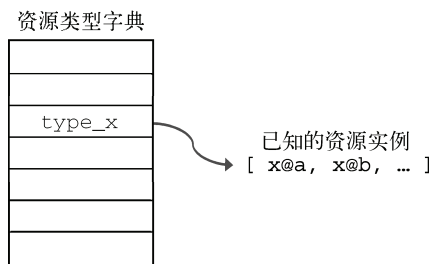 资源类型字典
type_x
已知的资源实例
[ x@a, x@b, … ]